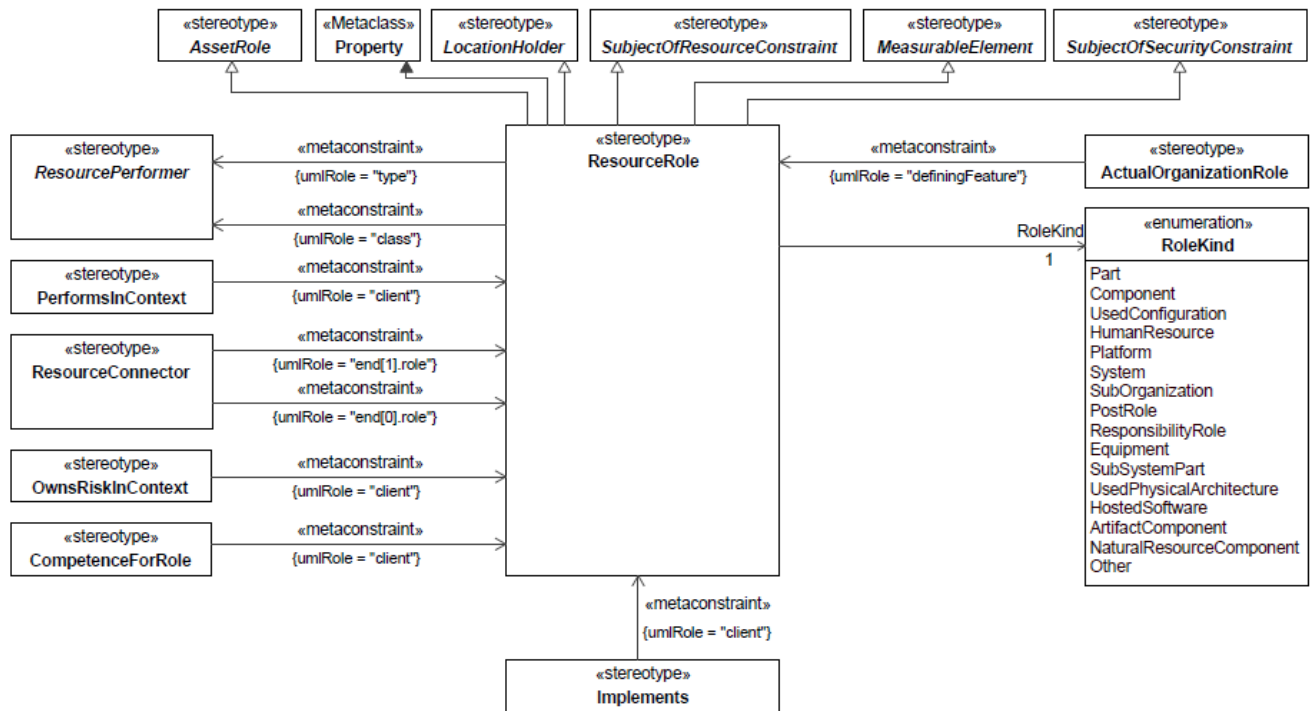 «stereotype»
AssetRole
«Metaclass»
Property
«stereotype»
LocationHolder
«stereotype»
SubjectOfResourceConstraint
«stereotype»
MeasurableElement
«stereotype»
SubjectOfSecurityConstraint
«stereotype»
ResourcePerformer
«metaconstraint»
{umlRole = "type"}
«metaconstraint»
{umlRole = "class"}
«stereotype»
ResourceRole
«metaconstraint»
{umlRole = "definingFeature"}
«stereotype»
ActualOrganizationRole
«stereotype»
PerformsInContext
«metaconstraint»
{umlRole = "client"}
RoleKind
1
«enumeration»
RoleKind
Part
Component
UsedConfiguration
HumanResource
Platform
System
SubOrganization
PostRole
ResponsibilityRole
Equipment
SubSystemPart
UsedPhysicalArchitecture
HostedSoftware
ArtifactComponent
NaturalResourceComponent
Other
«stereotype»
ResourceConnector
«metaconstraint»
{umlRole = "end[1].role"}
«metaconstraint»
{umlRole = "end[0].role"}
«stereotype»
OwnsRiskInContext
«metaconstraint»
{umlRole = "client"}
«stereotype»
CompetenceForRole
«metaconstraint»
{umlRole = "client"}
«metaconstraint»
{umlRole = "client"}
«stereotype»
Implements